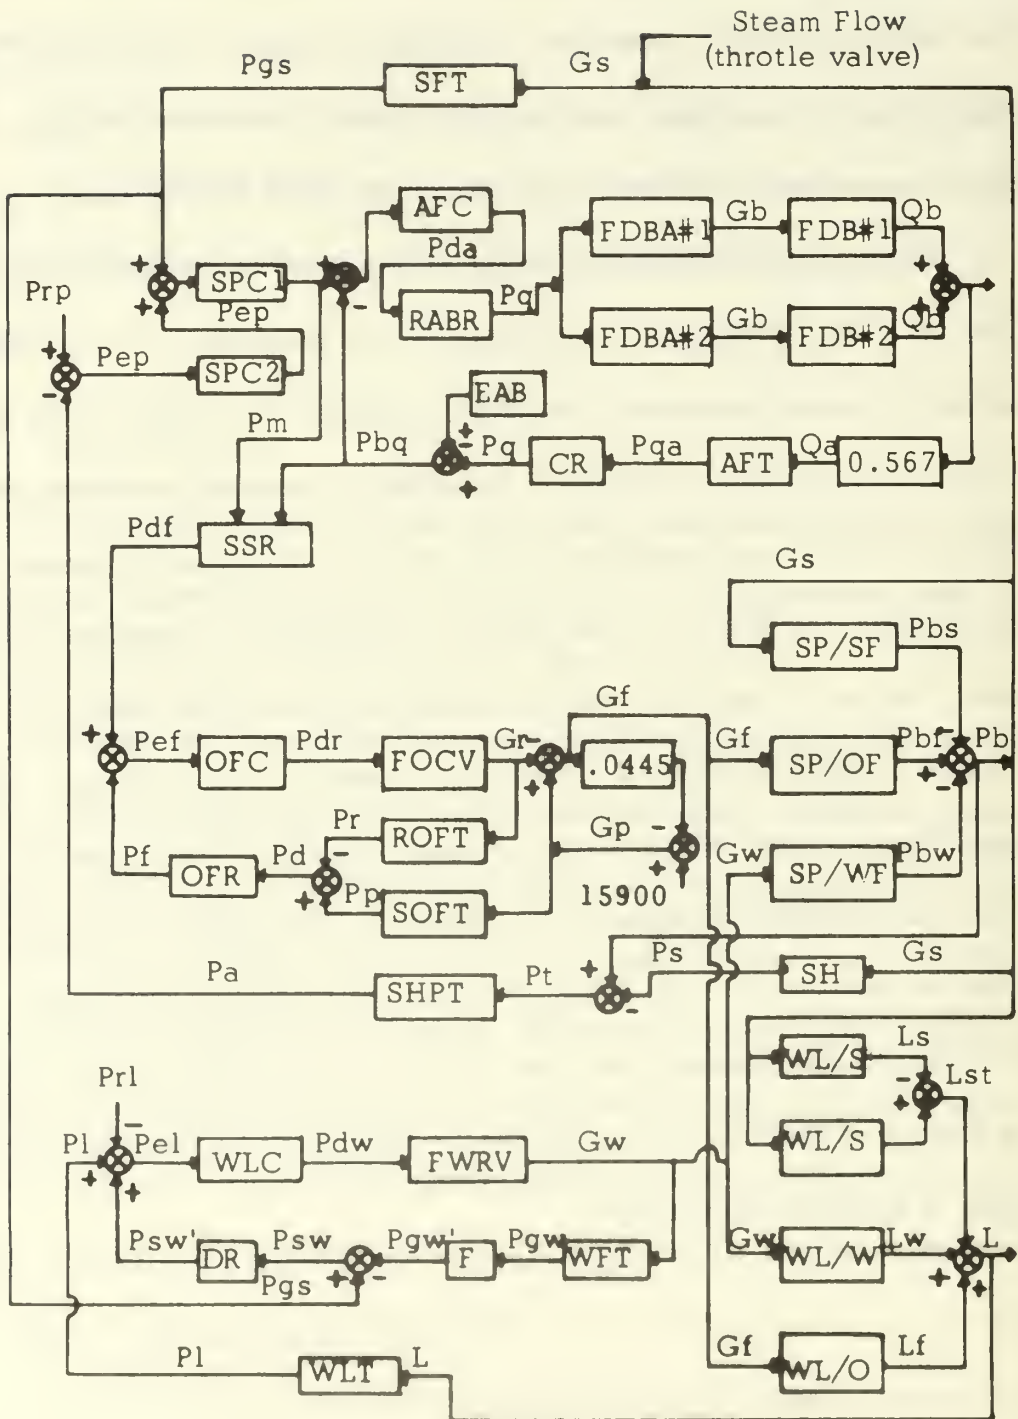 Steam Flow
(throtle valve)
Pgs
SFT
Gs
AFC
Pda
FDBA#1
Gb
FDB#1
Qb
Prp
SPC1
Pep
RABR
Pq
FDBA#2
Gb
FDB#2
Qb
Pep
SPC2
EAB
Pm
Pbq
Pq
CR
Pqa
AFT
Qa
0.567
Pdf
SSR
Gs
SP/SF
Pbs
Gf
Pef
OFC
Pdr
FOCV
Gr
.0445
Gf
SP/OF
Pbf
Pb
Pr
ROFT
Gp
Pf
OFR
Pd
Pp
SOFT
15900
Gw
SP/WF
Pbw
Pa
SHPT
Pt
Ps
SH
Gs
WL/S
Ls
Lst
Prl
Pl
Pel
WLC
Pdw
FWRV
Gw
WL/S
Psw'
DR
Psw
Pgw'
F
Pgw
WFT
Gw
WL/W
Lw
L
Pgs
Pl
WLT
L
Gf
WL/O
Lf